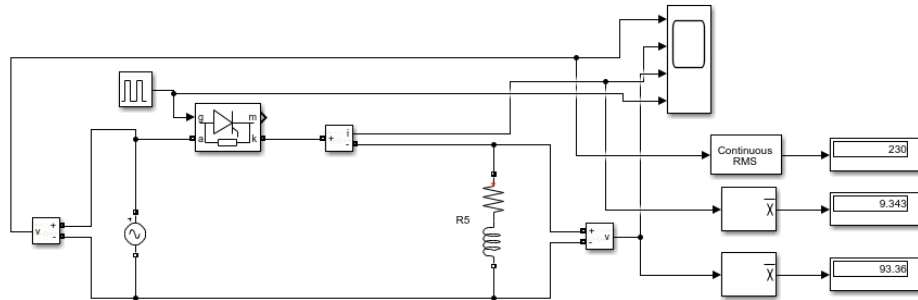 g
m
a
k
+
i
-
Continuous
RMS
230
x
9.343
R5
v
+
-
+
+
-
v
x
93.36